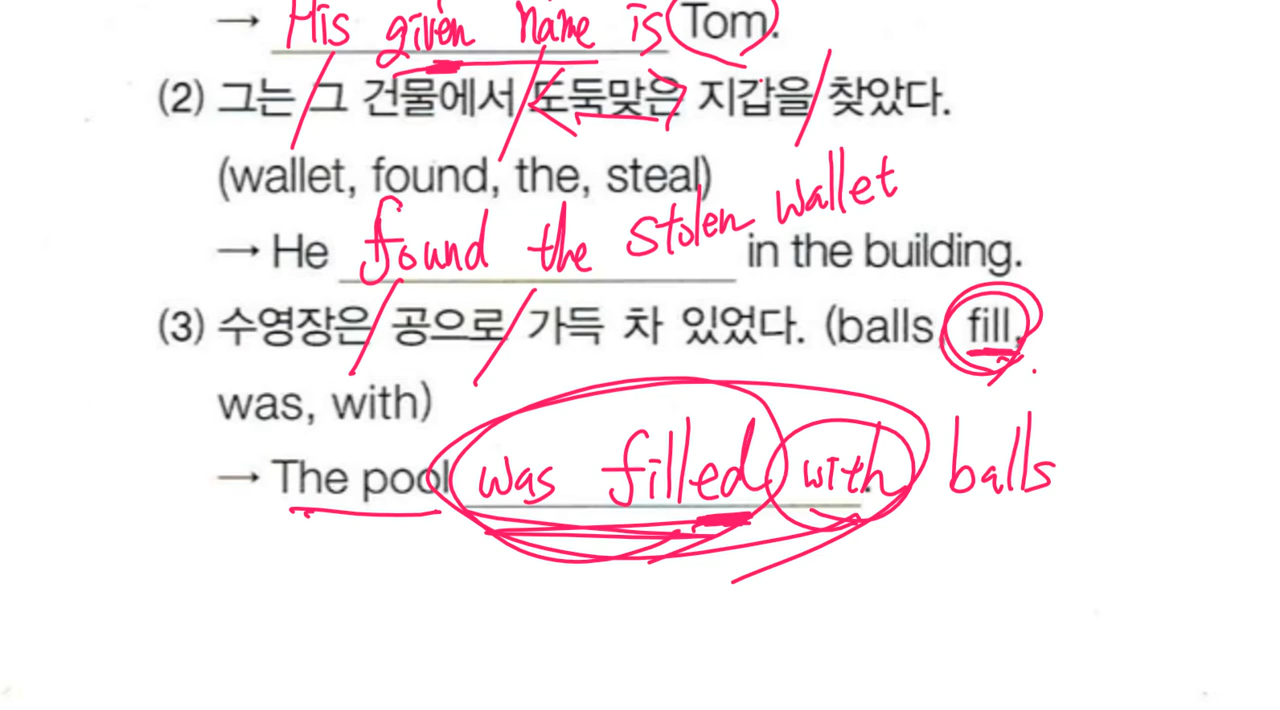 → His given name is Tom.
(2) 그는 그 건물에서 도둑맞은 지갑을 찾았다.
(wallet, found, the, steal)
→ He found the stolen wallet in the building.
(3) 수영장은 공으로 가득 차 있었다. (balls, fill,
was, with)
→ The pool was filled with balls.